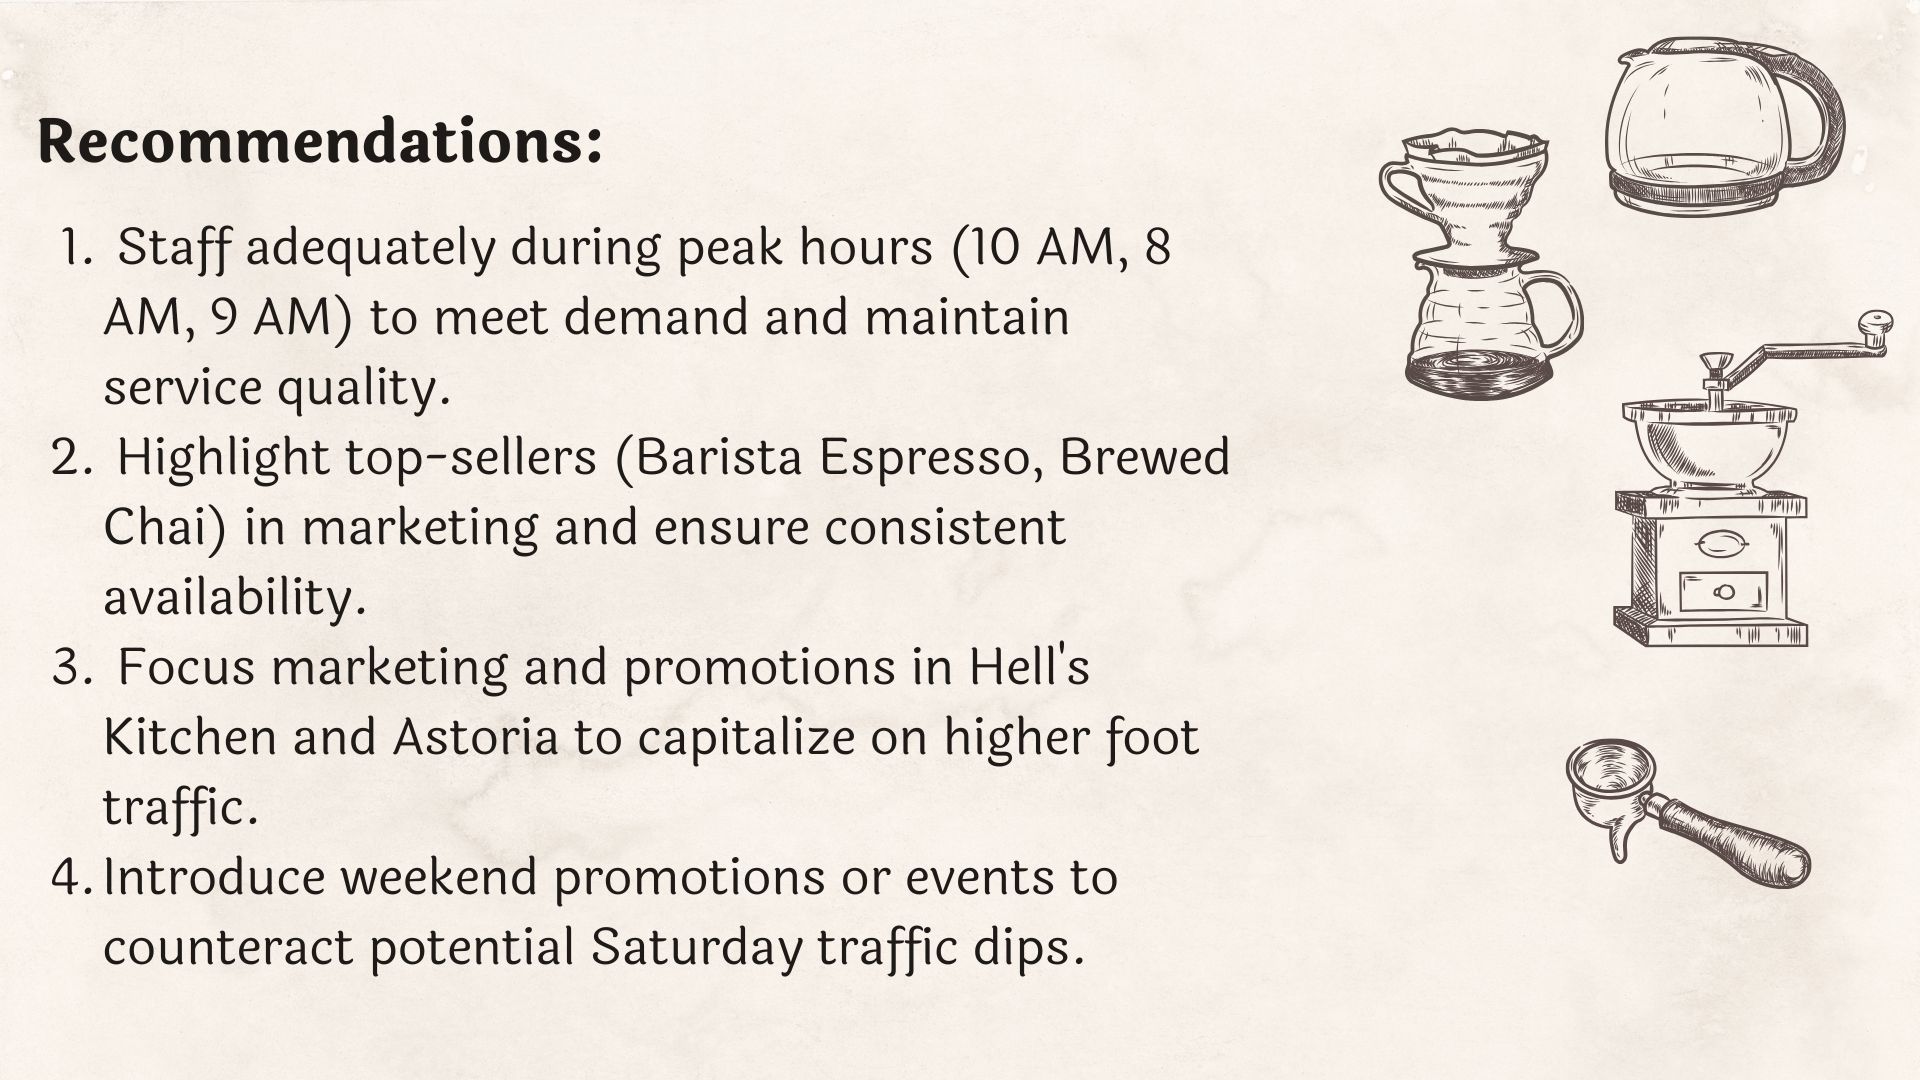 Recommendations:
1. Staff adequately during peak hours (10 AM, 8
AM, 9 AM) to meet demand and maintain
service quality.
2. Highlight top-sellers (Barista Espresso, Brewed
Chai) in marketing and ensure consistent
availability.
3. Focus marketing and promotions in Hell's
Kitchen and Astoria to capitalize on higher foot
traffic.
4. Introduce weekend promotions or events to
counteract potential Saturday traffic dips.